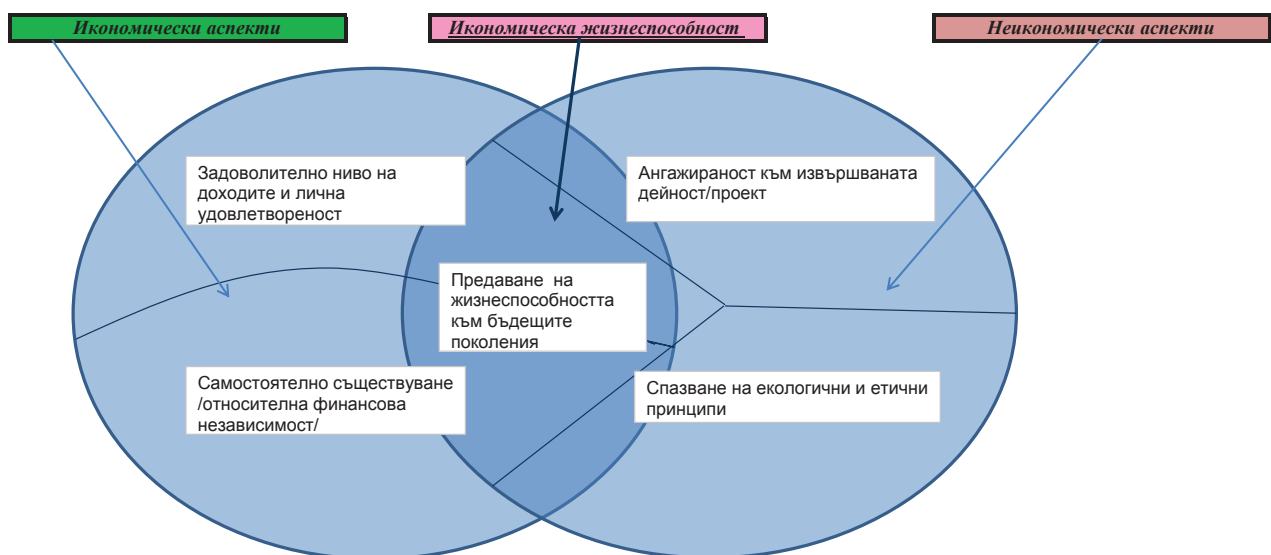 Икономически аспекти
Икономическа жизнеспособност
Неикономически аспекти
Задоволително ниво на
доходите и лична
удовлетвореност
Ангажираност към извършваната
дейност/проект
Предаване на
жизнеспособността
към бъдещите
поколения
Самостоятелно съществуване
/относителна финансова
независимост/
Спазване на екологични и етични
принципи